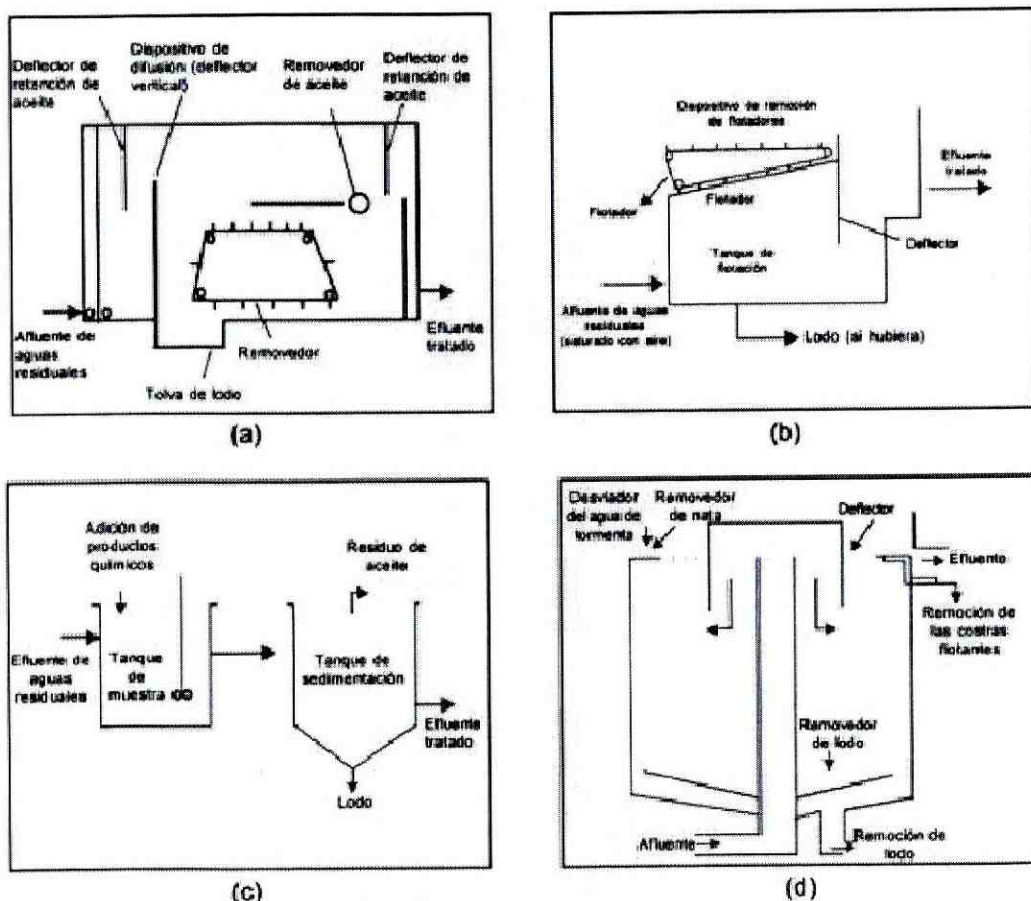 Deflector de
retención de
aceite
Dispositivo de
difusión (deflector
vertical)
Removedor
de aceite
Deflector de
retención de
aceite
Afluente de
aguas
residuales
Tolva de lodo
Removedor
Efluente
tratado
(a)
Dispositivo de remoción
de flotadores
Flotador
Flotador
Efluente
tratado
Deflector
Tanque de
flotación
Afluente de aguas
residuales
(saturado con aire)
Lodo (si hubiera)
(b)
Adición de
productos
químicos
Residuo de
aceite
Efluente de
aguas
residuales
Tanque
de
muestra
Tanque de
sedimentación
Efluente
tratado
Lodo
(c)
Desviador
del agua de
tormenta
Removedor
de nata
Deflector
Efluente
Remoción de
las costras
flotantes
Removedor
de lodo
Afluente
Remoción de
lodo
(d)